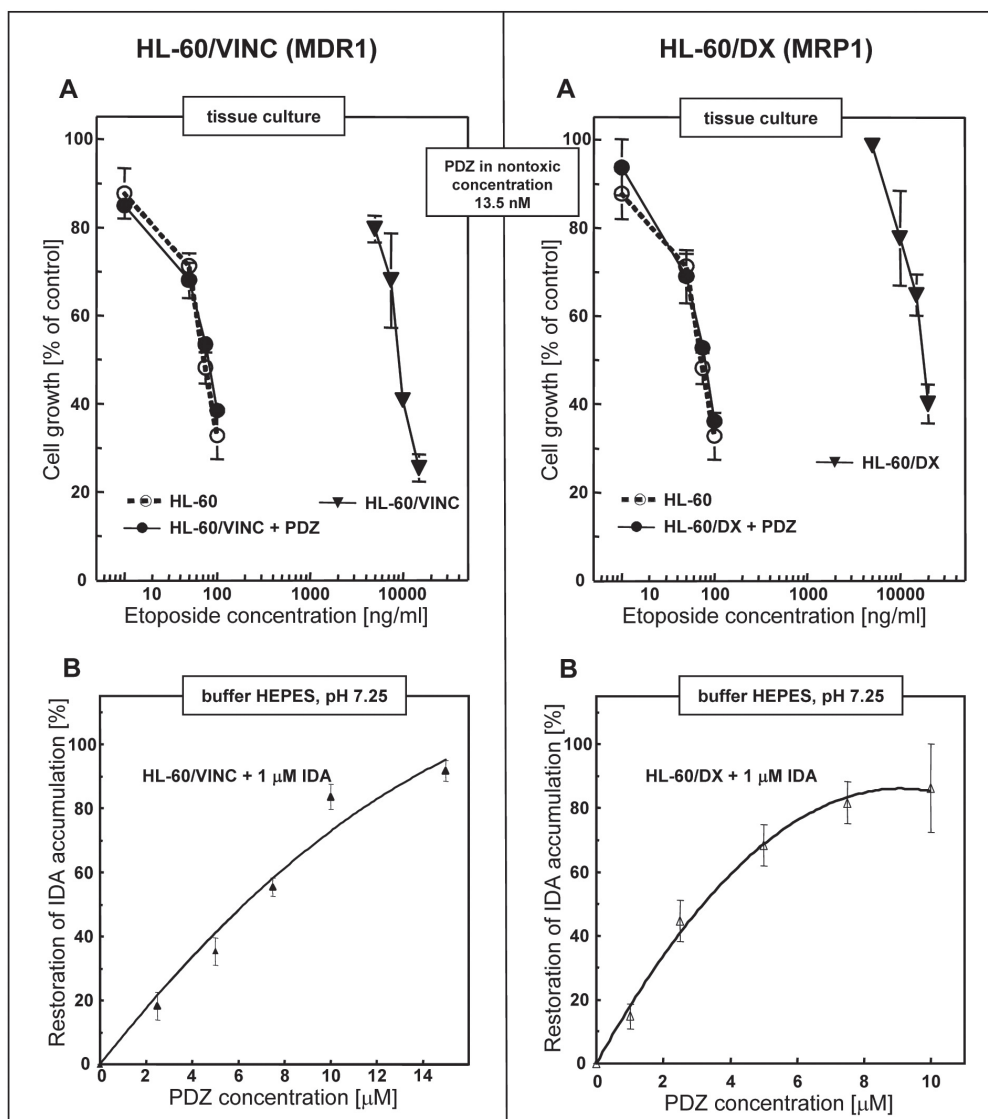 HL-60/VINC (MDR1)
A
tissue culture
Cell growth [% of control]
100
80
60
40
20
0
HL-60
HL-60/VINC + PDZ
HL-60/VINC
10
100
1000
10000
Etoposide concentration [ng/ml]
PDZ in nontoxic
concentration
13.5 nM
HL-60/DX (MRP1)
A
tissue culture
Cell growth [% of control]
100
80
60
40
20
0
HL-60/DX
HL-60
HL-60/DX + PDZ
10
100
1000
10000
Etoposide concentration [ng/ml]
B
buffer HEPES, pH 7.25
Restoration of IDA accumulation [%]
100
80
60
40
20
0
HL-60/VINC + 1 μM IDA
0
2
4
6
8
10
12
14
PDZ concentration [μM]
B
buffer HEPES, pH 7.25
Restoration of IDA accumulation [%]
100
80
60
40
20
0
HL-60/DX + 1 μM IDA
0
2
4
6
8
10
PDZ concentration [μM]